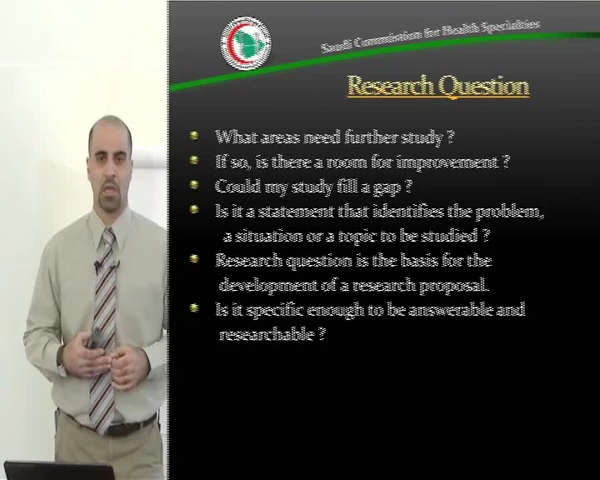 Saudi Commission for Health Specialties
Research Question
What areas need further study ?
If so, is there a room for improvement ?
Could my study fill a gap ?
Is it a statement that identifies the problem,
a situation or a topic to be studied ?
Research question is the basis for the
development of a research proposal.
Is it specific enough to be answerable and
researchable ?